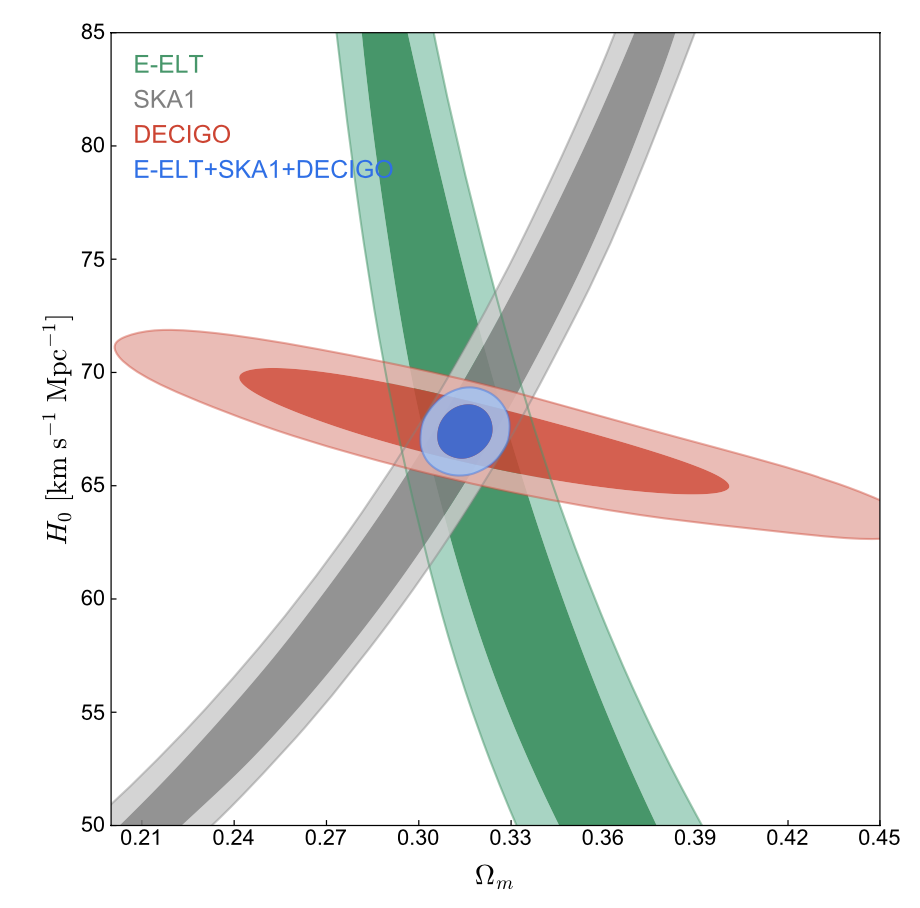 E-ELT
SKA1
DECIGO
E-ELT+SKA1+DECIGO
85
80
75
70
65
60
55
50
H₀ [km s⁻¹ Mpc⁻¹]
0.21 0.24 0.27 0.30 0.33 0.36 0.39 0.42 0.45
Ωₘ